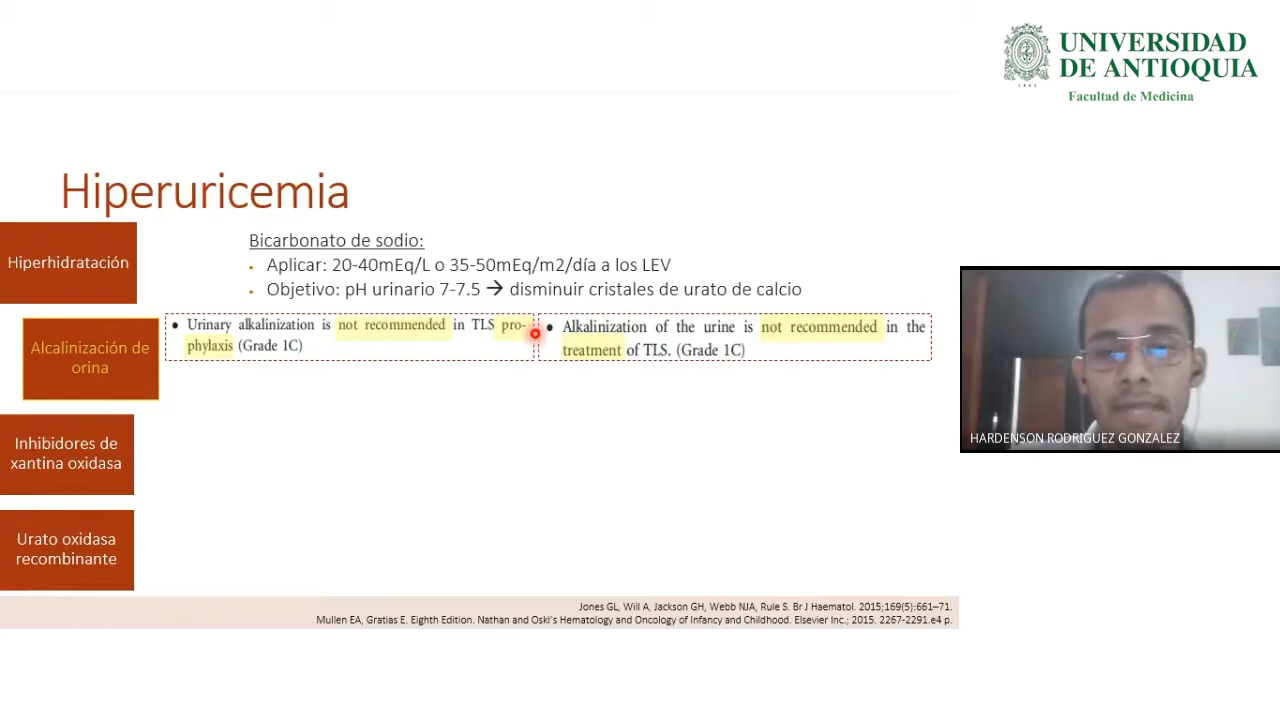 UNIVERSIDAD
DE ANTIOQUIA
Facultad de Medicina
Hiperuricemia
Hiperhidratación
Alcalinización de
orina
Inhibidores de
xantina oxidasa
Urato oxidasa
recombinante
Bicarbonato de sodio:
▪ Aplicar: 20-40mEq/L o 35-50mEq/m2/día a los LEV
▪ Objetivo: pH urinario 7-7.5 → disminuir cristales de urato de calcio
• Urinary alkalinization is not recommended in TLS pro-
phylaxis (Grade 1C)
• Alkalinization of the urine is not recommended in the
treatment of TLS. (Grade 1C)
HARDENSON RODRIGUEZ GONZALEZ
Jones GL, Will A, Jackson GH, Webb NJA, Rule S. Br J Haematol. 2015;169(5):661–71.
Mullen EA, Gratias E. Eighth Edition. Nathan and Oski's Hematology and Oncology of Infancy and Childhood. Elsevier Inc.; 2015. 2267-2291.e4 p.